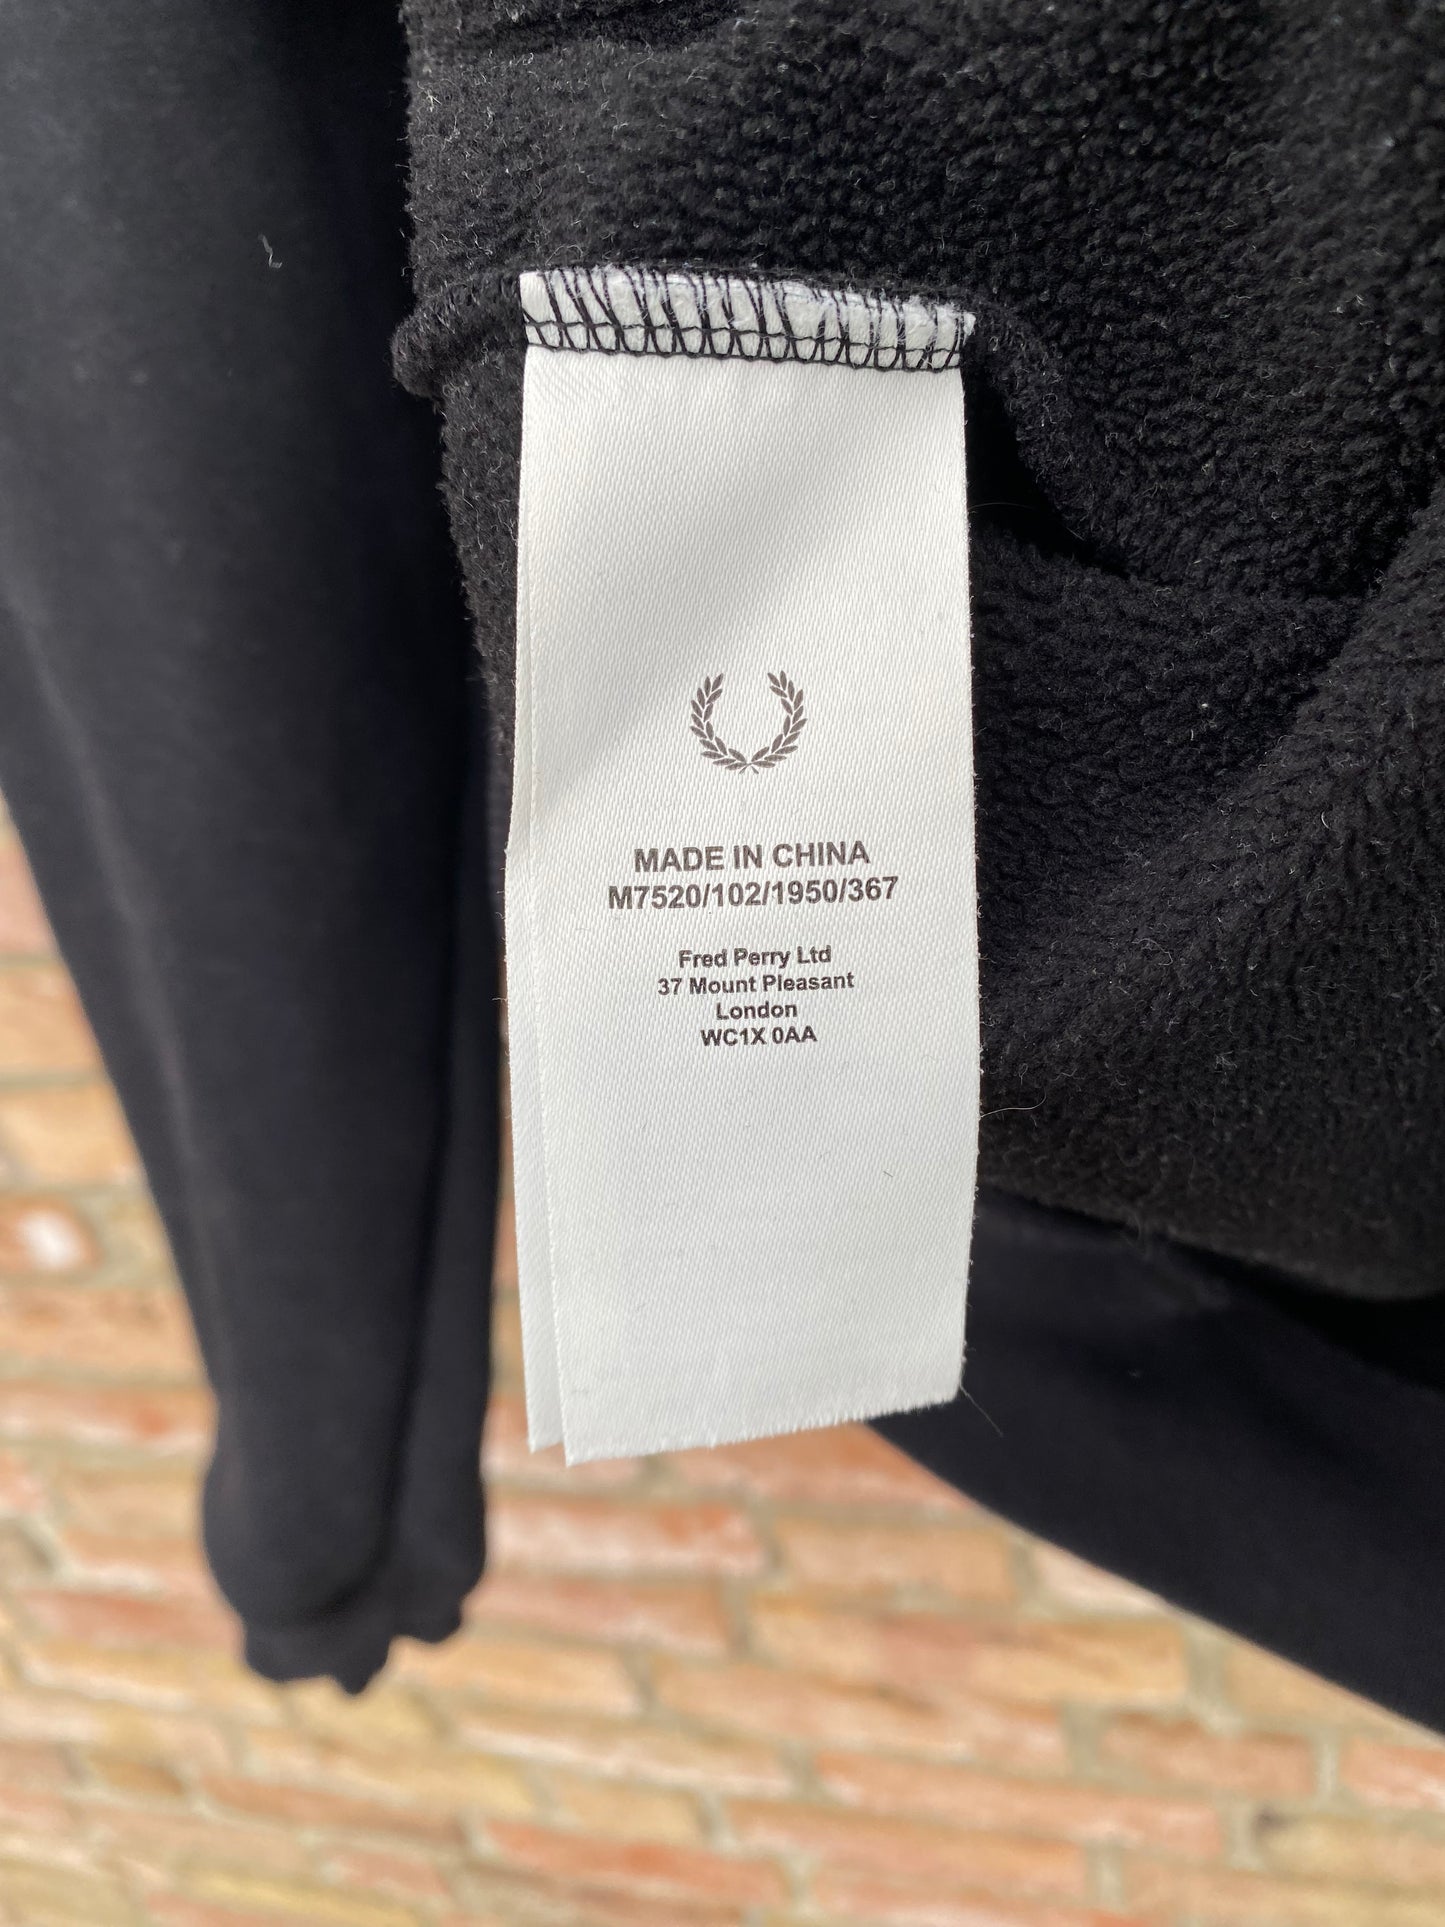 MADE IN CHINA
M7520/102/1950/367
Fred Perry Ltd
37 Mount Pleasant
London
WC1X 0AA